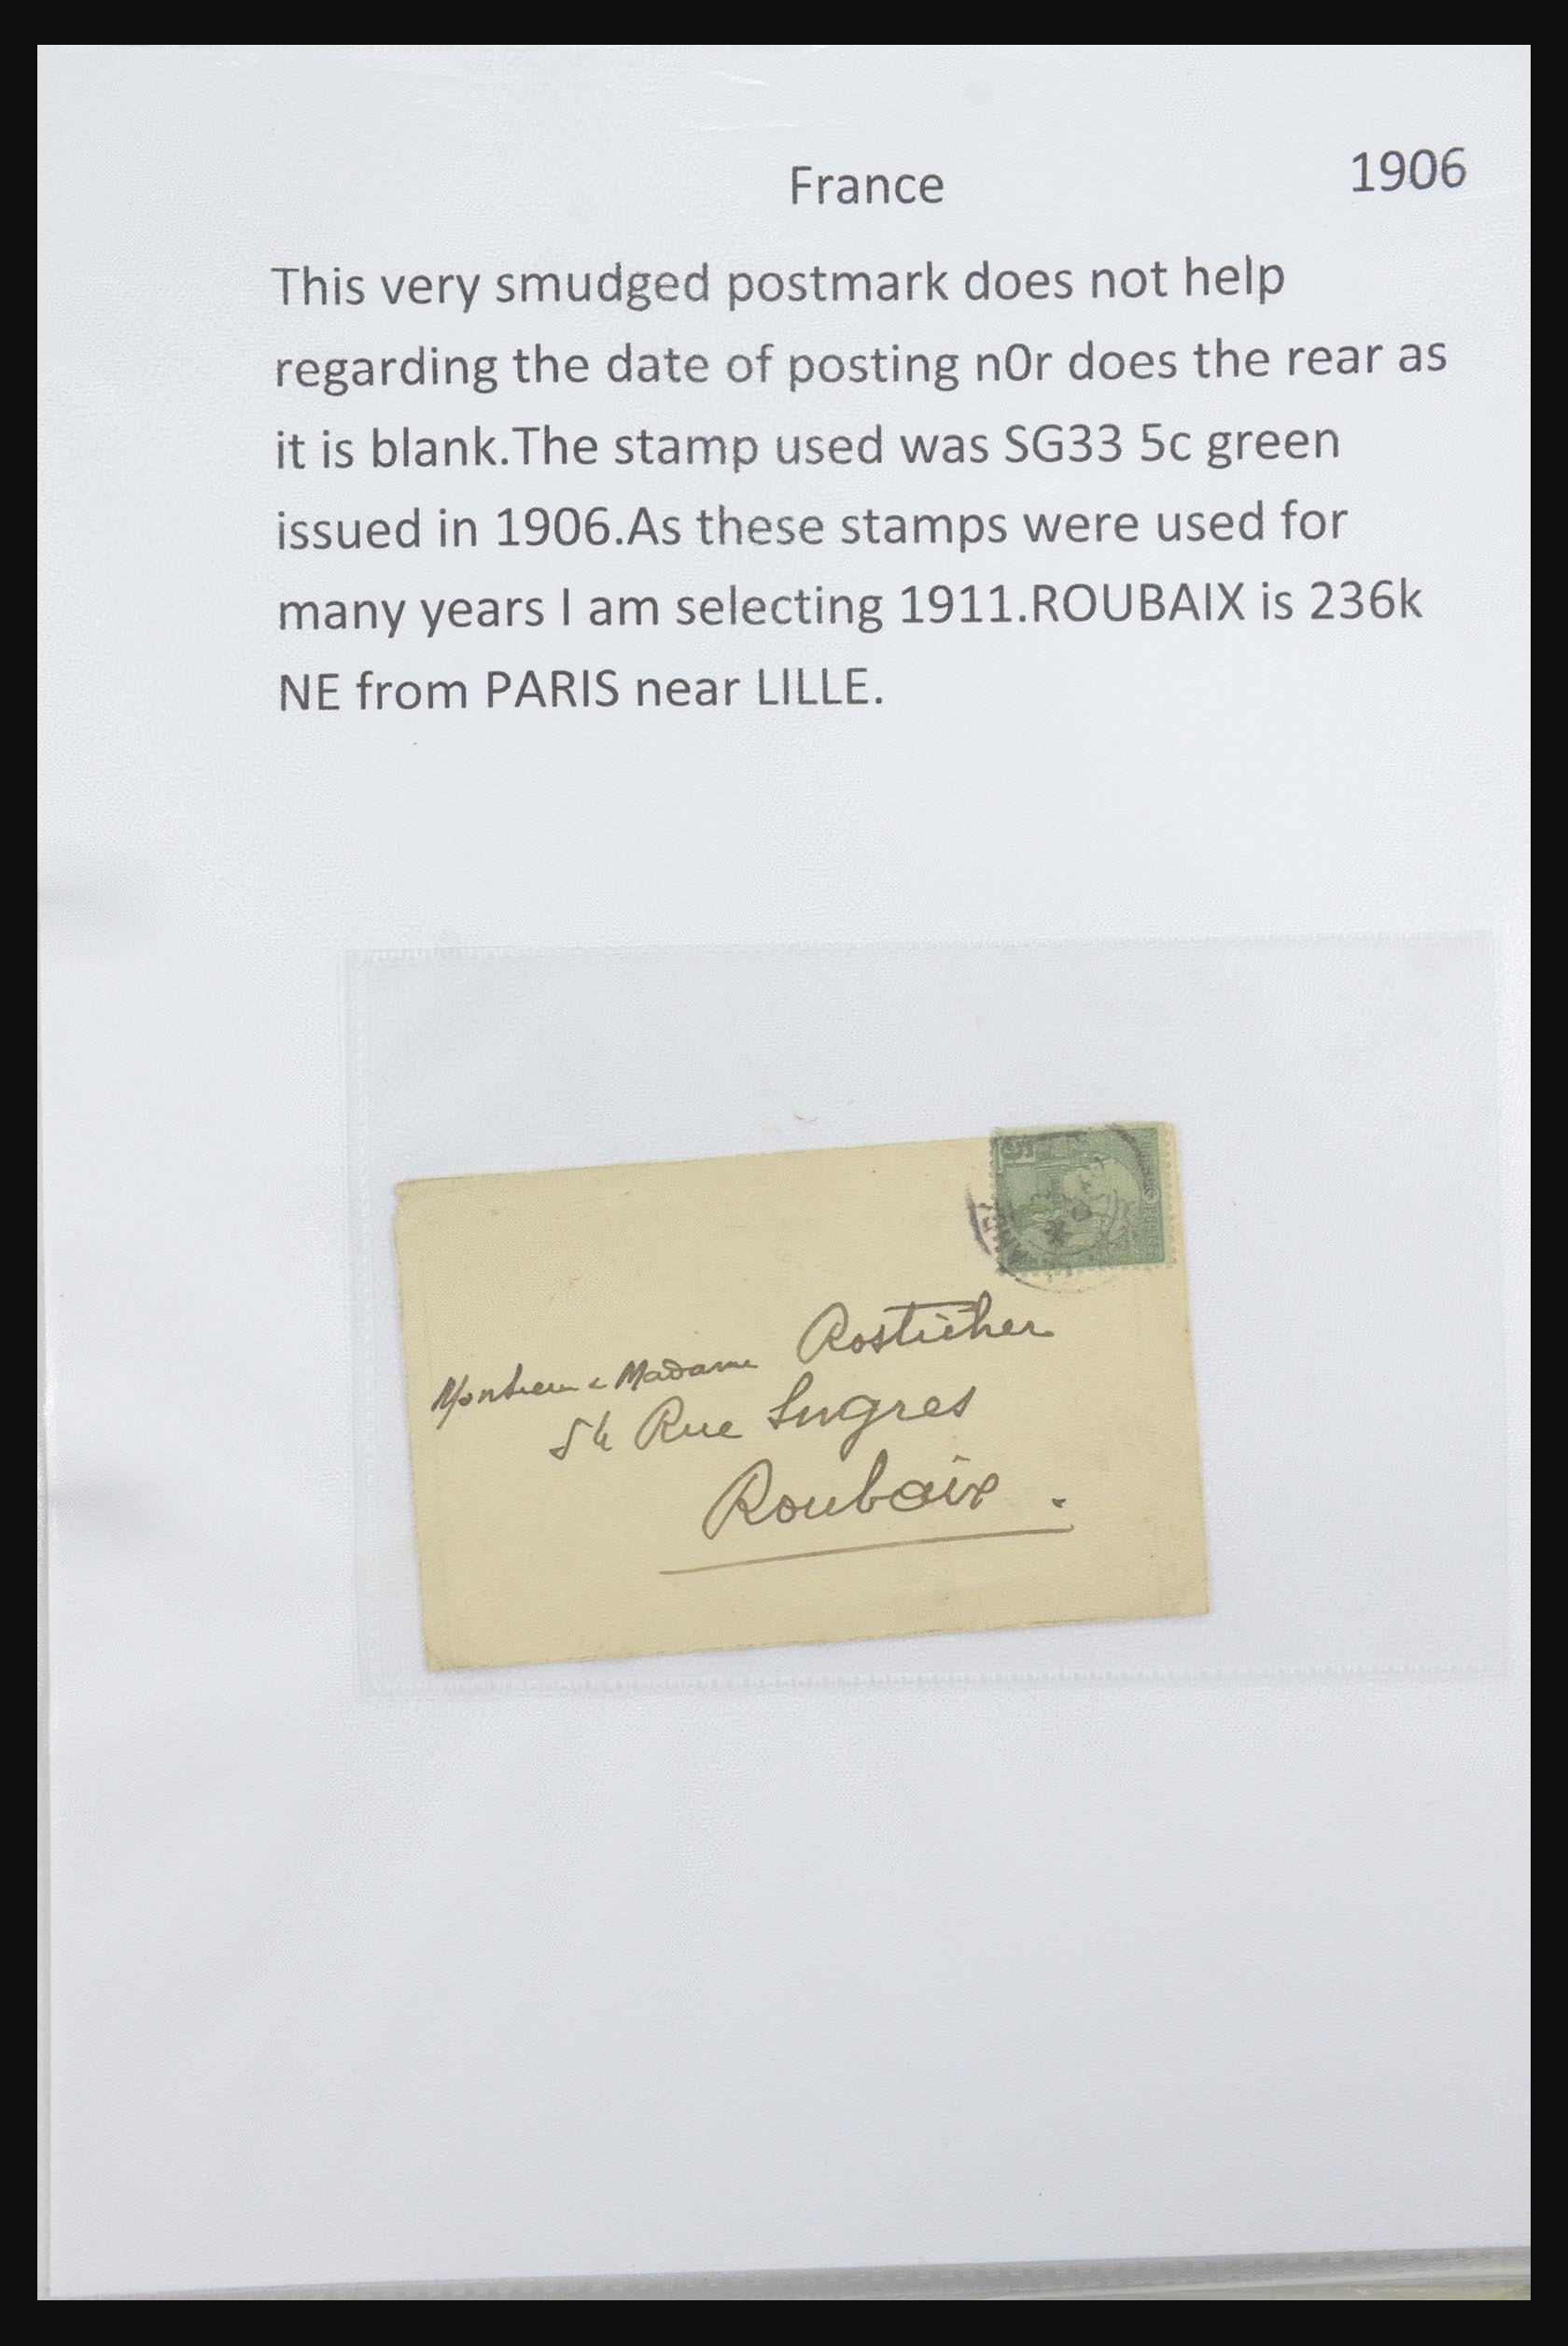 France
1906
This very smudged postmark does not help
regarding the date of posting n0r does the rear as
it is blank.The stamp used was SG33 5c green
issued in 1906.As these stamps were used for
many years I am selecting 1911.ROUBAIX is 236k
NE from PARIS near LILLE.
5
Monsieur & Madame Rosticher
54 Rue Ingres
Roubaix .